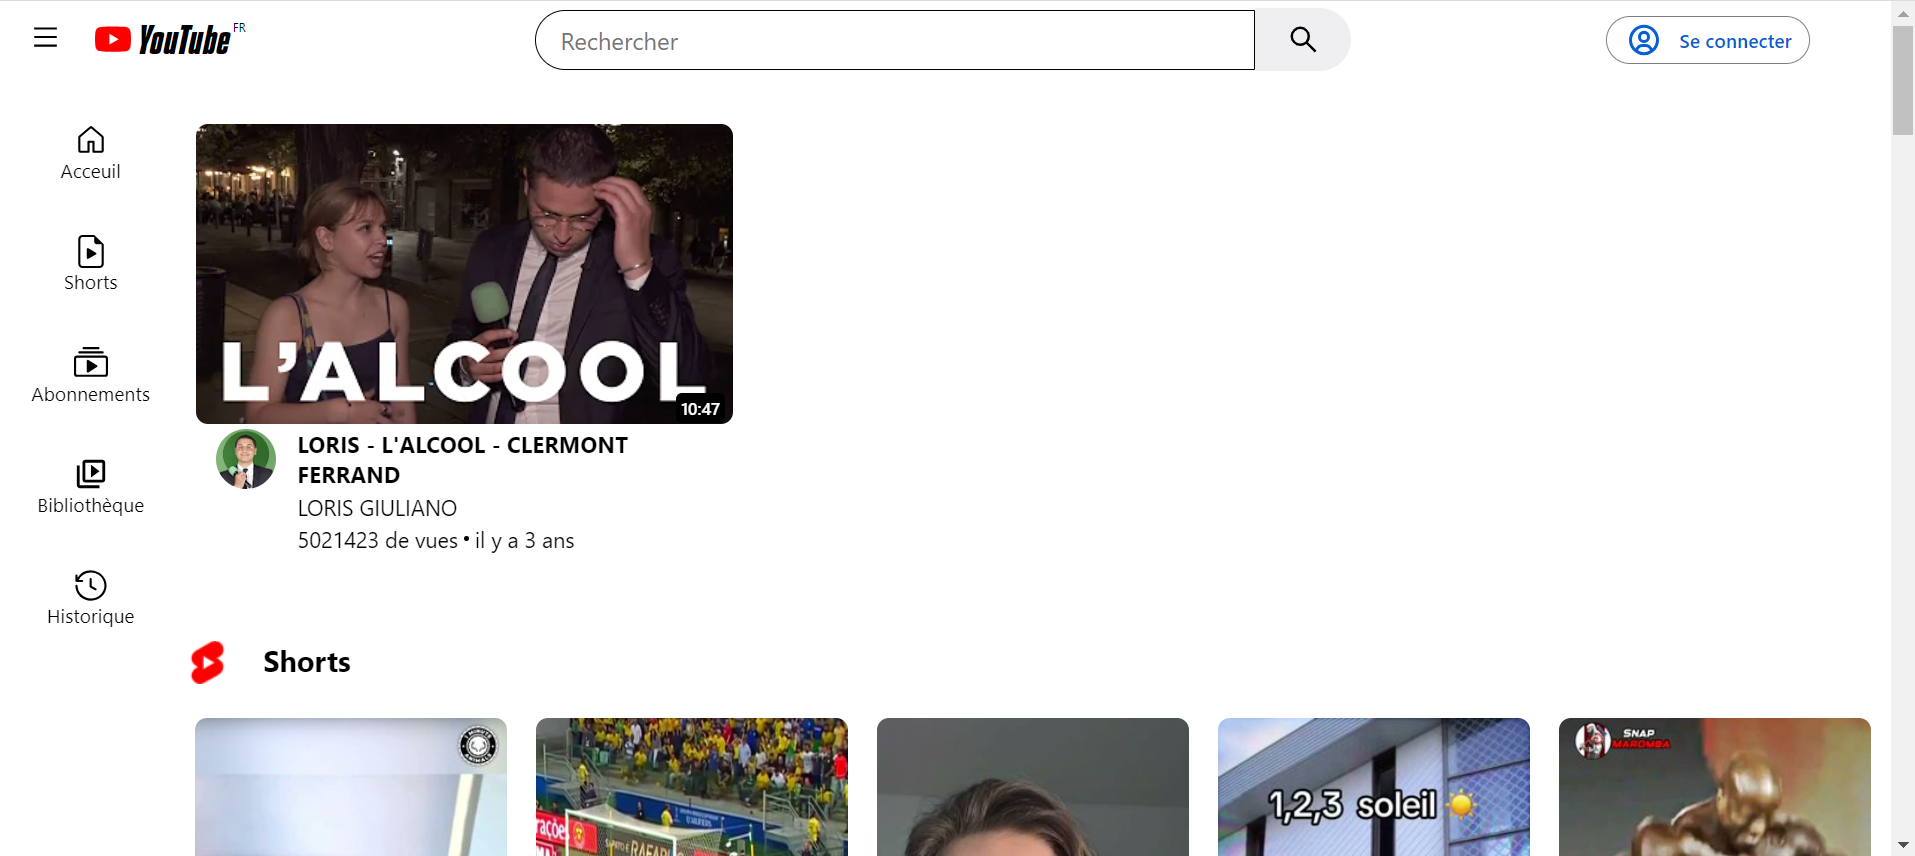 YouTube FR
Rechercher
Se connecter
Acceuil
Shorts
Abonnements
Bibliothèque
Historique
L'ALCOOL
10:47
LORIS - L'ALCOOL - CLERMONT
FERRAND
LORIS GIULIANO
5021423 de vues • il y a 3 ans
Shorts
1,2,3 soleil
SNAP
MAROMBA